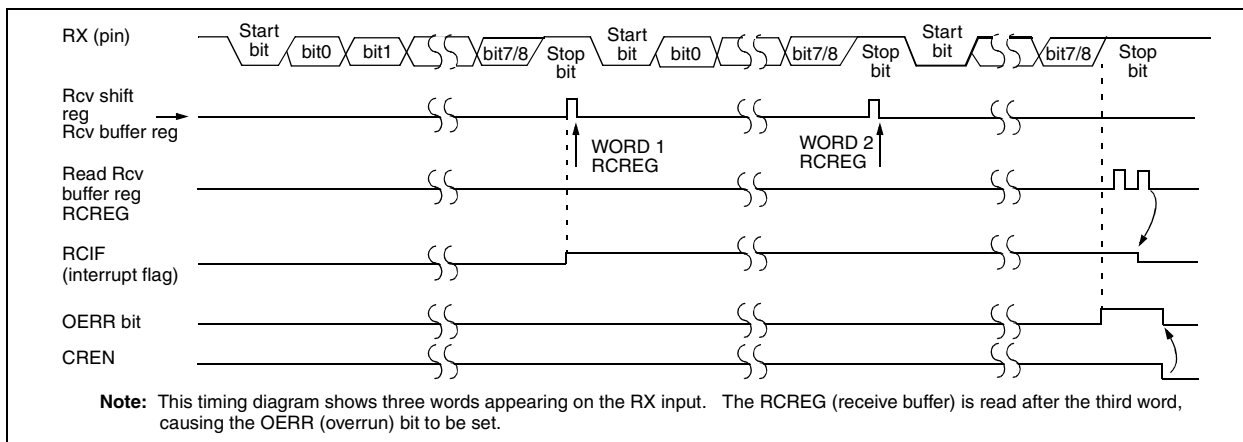 RX (pin)
Start
bit
bit0
bit1
bit7/8
Stop
bit
Start
bit
bit0
bit7/8
Stop
bit
Start
bit
bit7/8
Stop
bit
Rcv shift
reg
Rcv buffer reg
WORD 1
RCREG
WORD 2
RCREG
Read Rcv
buffer reg
RCREG
RCIF
(interrupt flag)
OERR bit
CREN
Note: This timing diagram shows three words appearing on the RX input. The RCREG (receive buffer) is read after the third word,
causing the OERR (overrun) bit to be set.